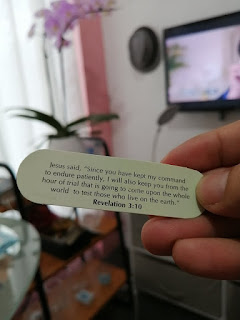 Jesus said, "Since you have kept my command
to endure patiently, I will also keep you from the
hour of trial that is going to come upon the whole
world to test those who live on the earth."
Revelation 3:10